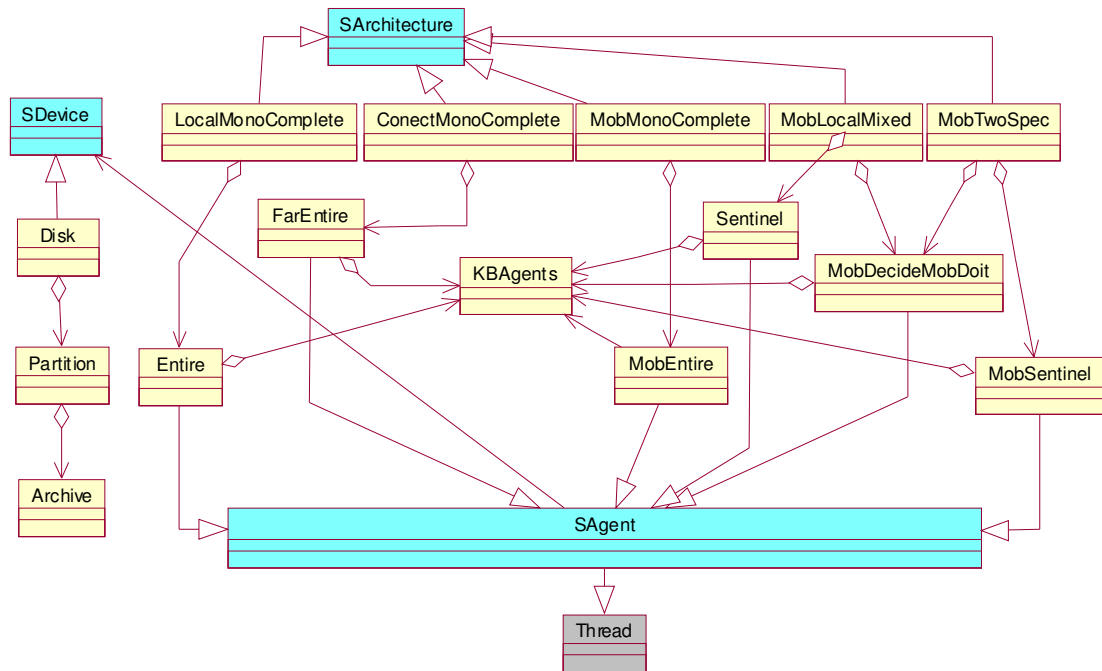 SArchitecture
SDevice
LocalMonoComplete
ConectMonoComplete
MobMonoComplete
MobLocalMixed
MobTwoSpec
Disk
FarEntire
Sentinel
KBAgents
MobDecideMobDoit
Partition
Entire
MobEntire
MobSentinel
Archive
SAgent
Thread